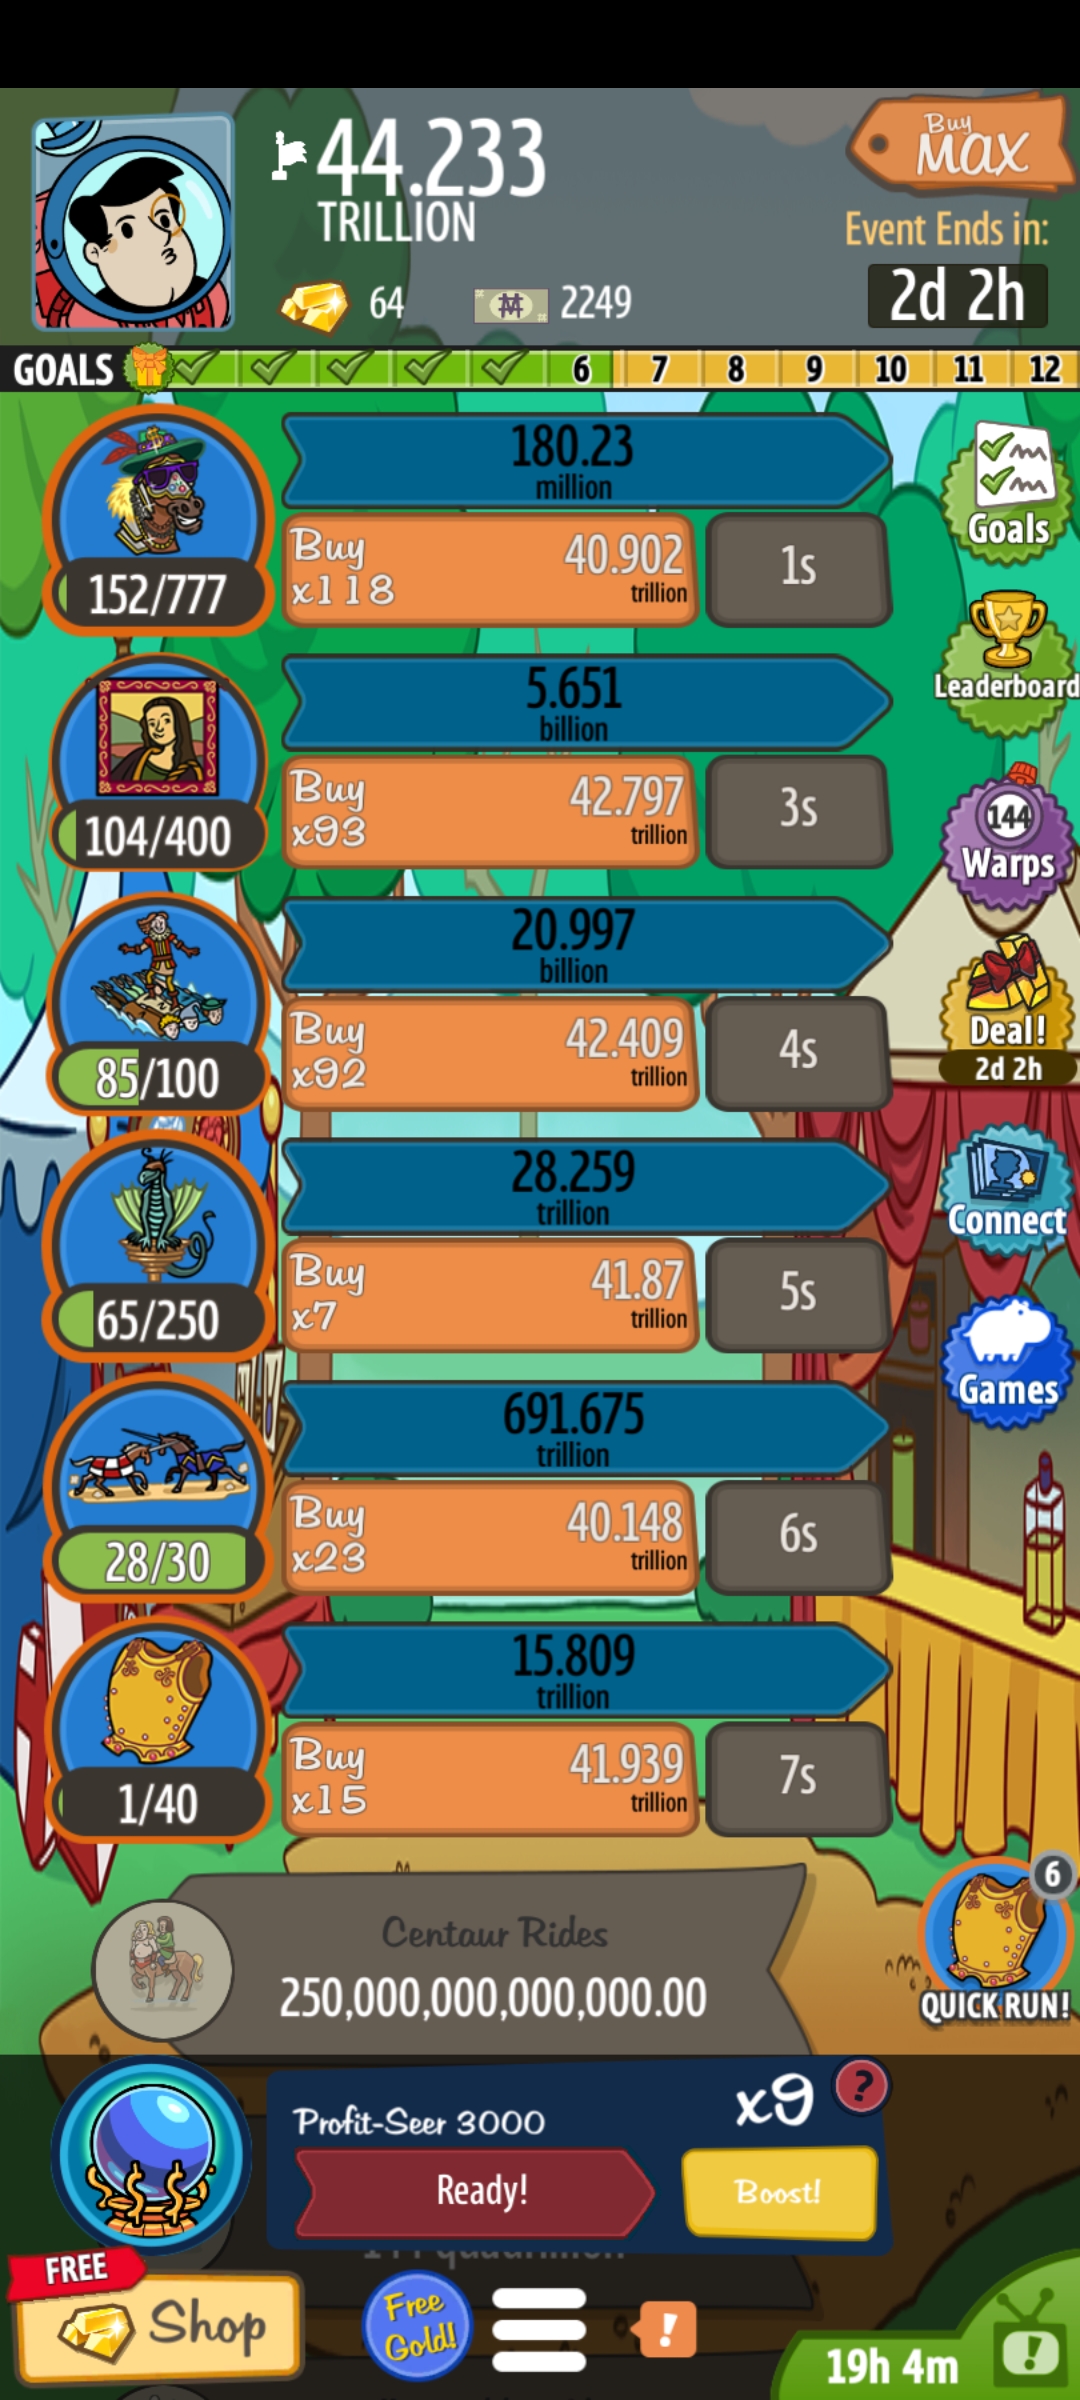 44.233
TRILLION
64
2249
Buy
MAX
Event Ends in:
2d 2h
GOALS
6 7 8 9 10 11 12
180.23
million
152/777
Buy
x118
40.902
trillion
1s
Goals
Leaderboard
5.651
billion
104/400
Buy
x93
42.797
trillion
3s
144
Warps
20.997
billion
85/100
Buy
x92
42.409
trillion
4s
Deal!
2d 2h
28.259
trillion
65/250
Buy
x7
41.87
trillion
5s
Connect
Games
691.675
trillion
28/30
Buy
x23
40.148
trillion
6s
15.809
trillion
1/40
Buy
x15
41.939
trillion
7s
Centaur Rides
250,000,000,000,000.00
6
QUICK RUN!
Profit-Seer 3000
x9
?
Ready!
Boost!
FREE
Shop
Free
Gold!
!
19h 4m
!